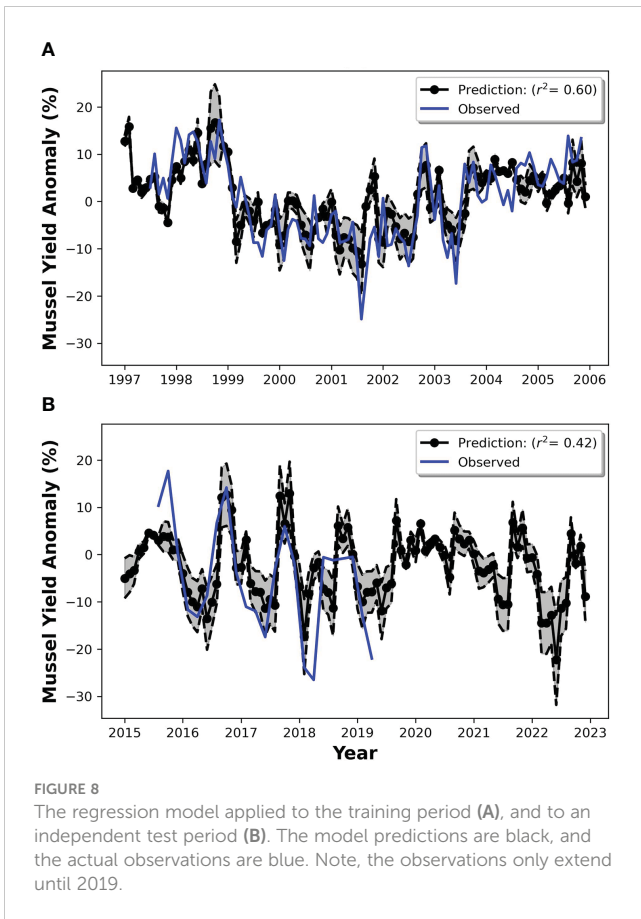 A
Mussel Yield Anomaly (%)
20
10
0
−10
−20
−30
Prediction: (r²= 0.60)
Observed
1997 1998 1999 2000 2001 2002 2003 2004 2005 2006
B
Mussel Yield Anomaly (%)
20
10
0
−10
−20
−30
Prediction: (r²= 0.42)
Observed
2015 2016 2017 2018 2019 2020 2021 2022 2023
Year
FIGURE 8
The regression model applied to the training period (A), and to an
independent test period (B). The model predictions are black, and
the actual observations are blue. Note, the observations only extend
until 2019.